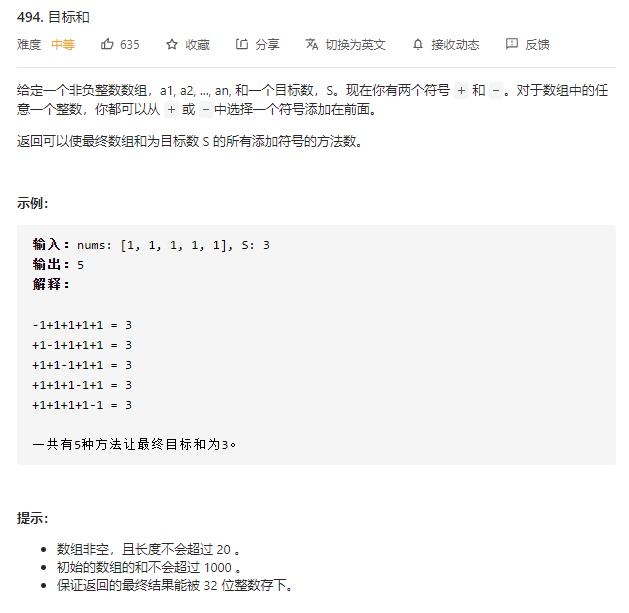 494. 目标和
难度 中等 635 收藏 分享 切换为英文 接收动态 反馈
给定一个非负整数数组，a1, a2, ..., an, 和一个目标数，S。现在你有两个符号 + 和 -。对于数组中的任
意一个整数，你都可以从 + 或 -中选择一个符号添加在前面。
返回可以使最终数组和为目标数 S 的所有添加符号的方法数。
示例：
输入：nums: [1, 1, 1, 1, 1], S: 3
输出：5
解释：
-1+1+1+1+1 = 3
+1-1+1+1+1 = 3
+1+1-1+1+1 = 3
+1+1+1-1+1 = 3
+1+1+1+1-1 = 3
一共有5种方法让最终目标和为3。
提示：
• 数组非空，且长度不会超过 20 。
• 初始的数组的和不会超过 1000 。
• 保证返回的最终结果能被 32 位整数存下。